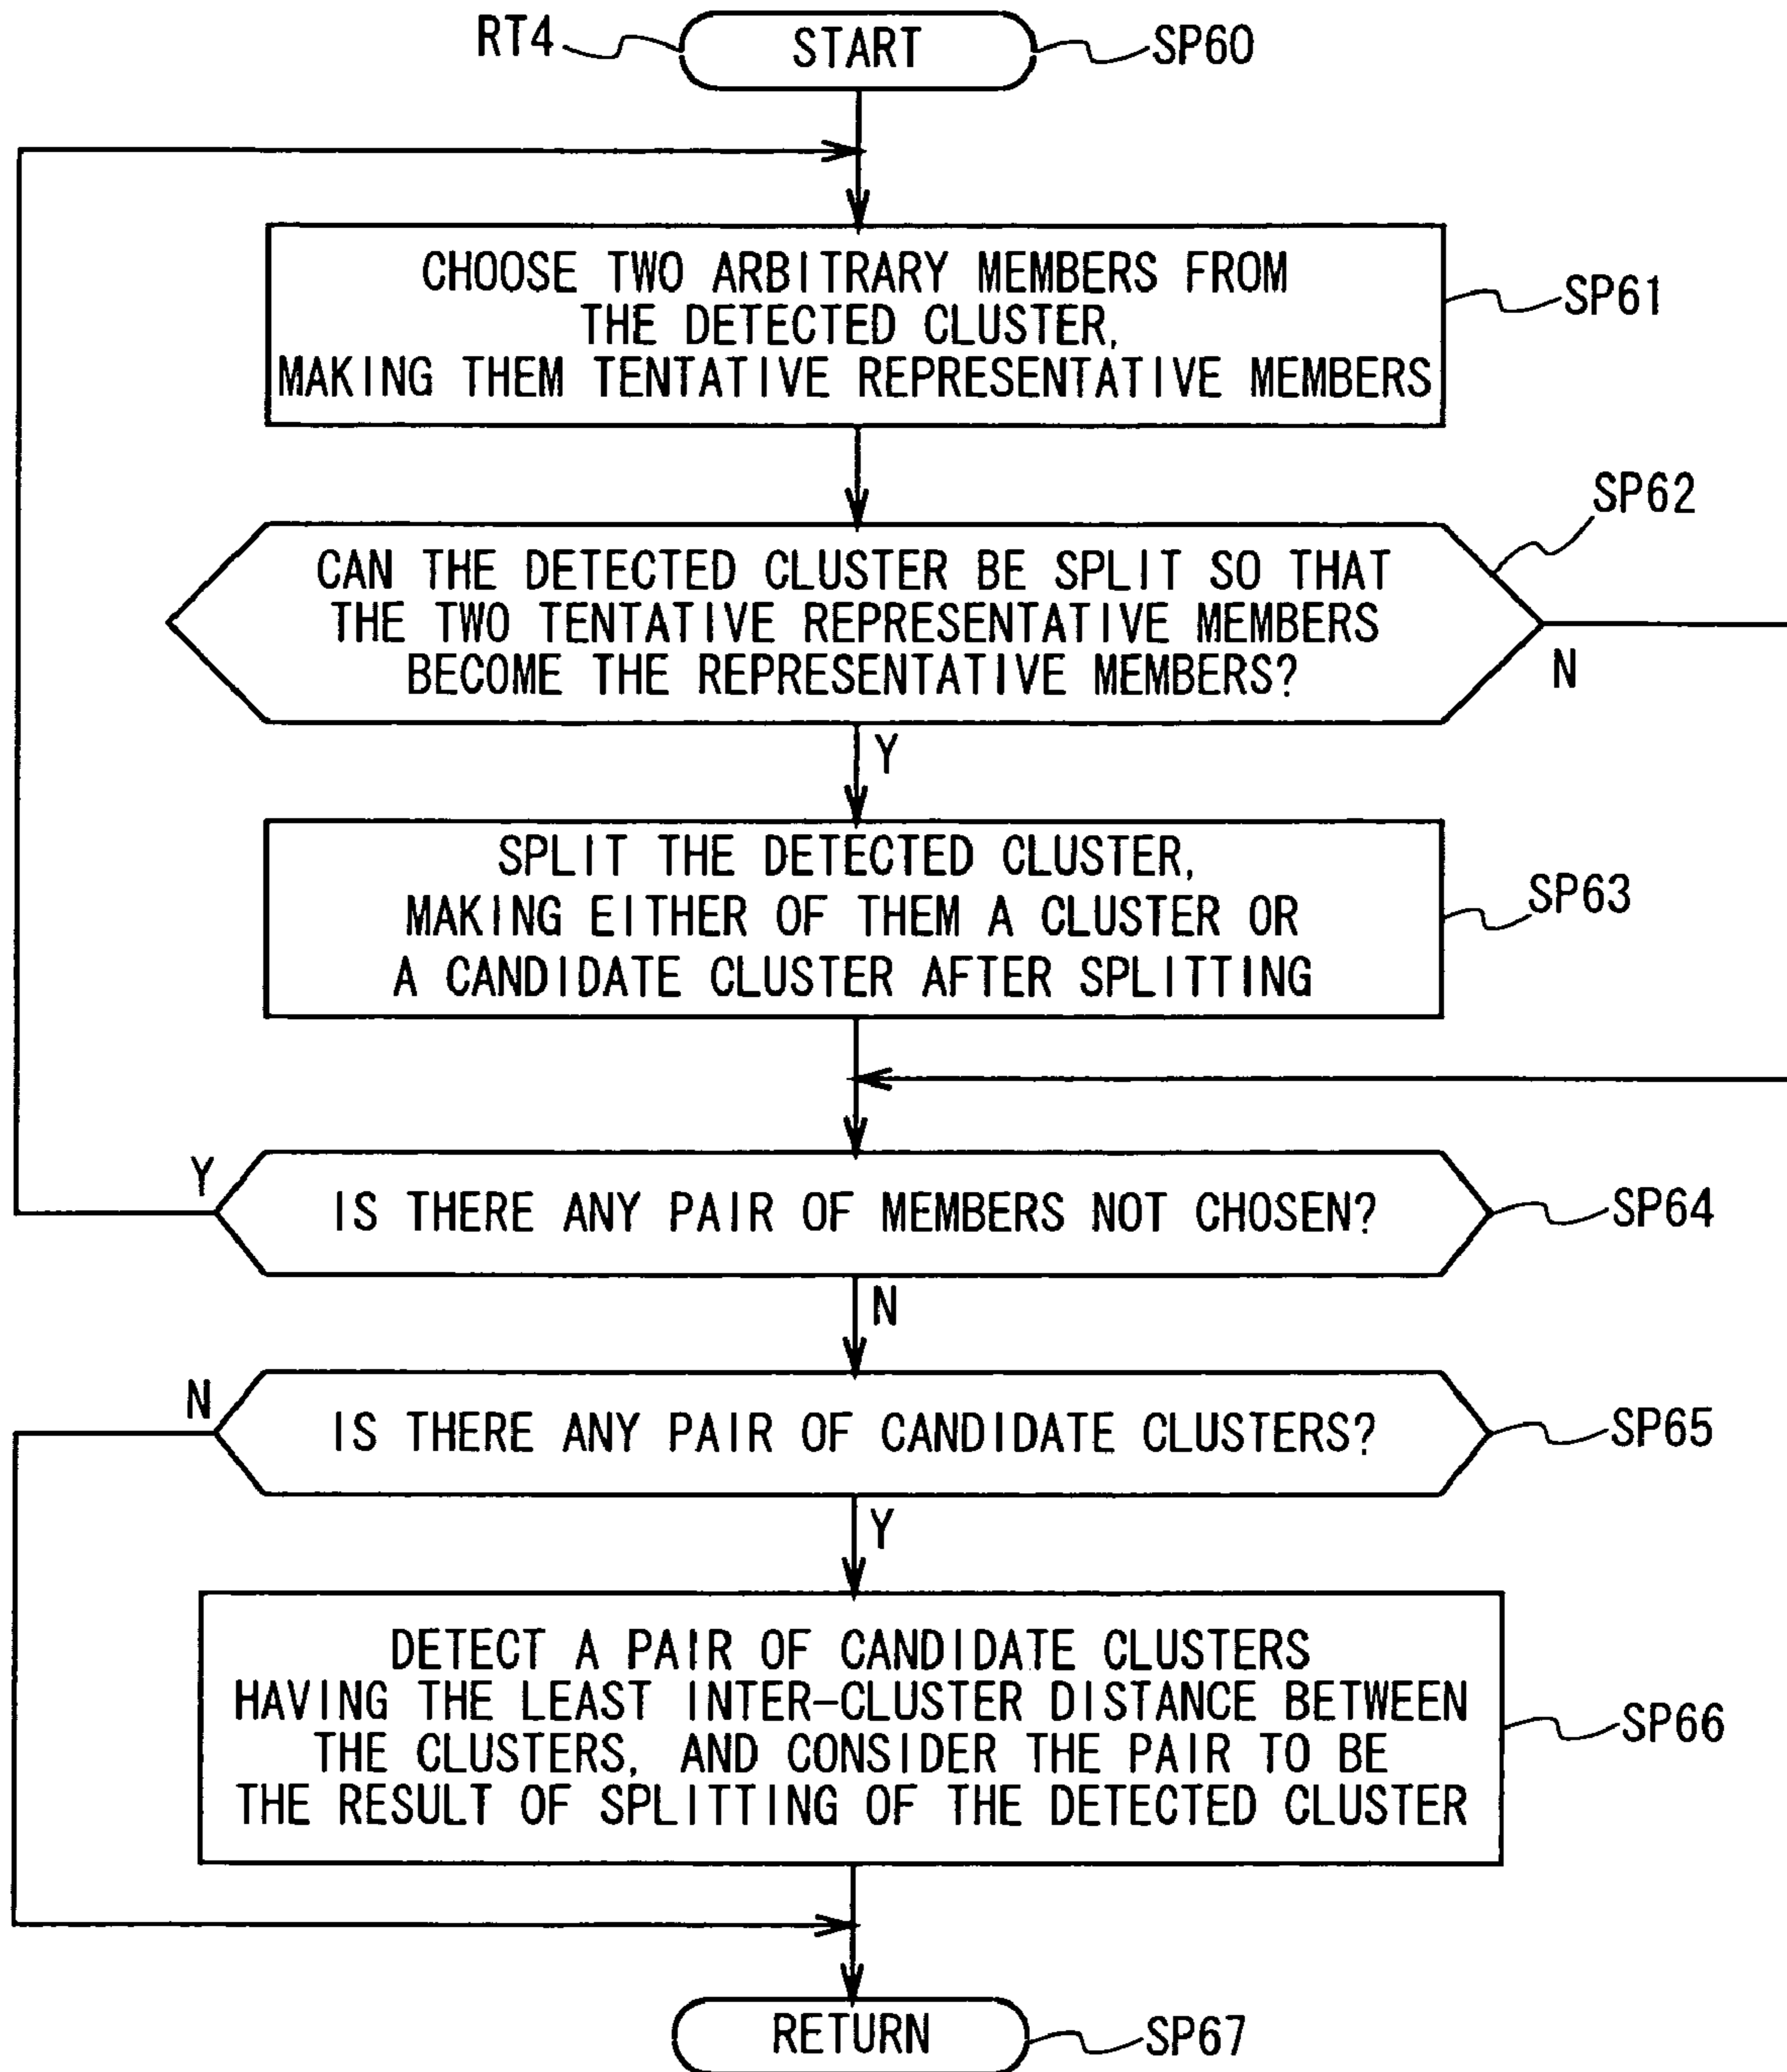 RT4
START
SP60
CHOOSE TWO ARBITRARY MEMBERS FROM
THE DETECTED CLUSTER,
MAKING THEM TENTATIVE REPRESENTATIVE MEMBERS
SP61
SP62
CAN THE DETECTED CLUSTER BE SPLIT SO THAT
THE TWO TENTATIVE REPRESENTATIVE MEMBERS
BECOME THE REPRESENTATIVE MEMBERS?
N
Y
SPLIT THE DETECTED CLUSTER,
MAKING EITHER OF THEM A CLUSTER OR
A CANDIDATE CLUSTER AFTER SPLITTING
SP63
Y
IS THERE ANY PAIR OF MEMBERS NOT CHOSEN?
SP64
N
N
IS THERE ANY PAIR OF CANDIDATE CLUSTERS?
SP65
Y
DETECT A PAIR OF CANDIDATE CLUSTERS
HAVING THE LEAST INTER-CLUSTER DISTANCE BETWEEN
THE CLUSTERS, AND CONSIDER THE PAIR TO BE
THE RESULT OF SPLITTING OF THE DETECTED CLUSTER
SP66
RETURN
SP67